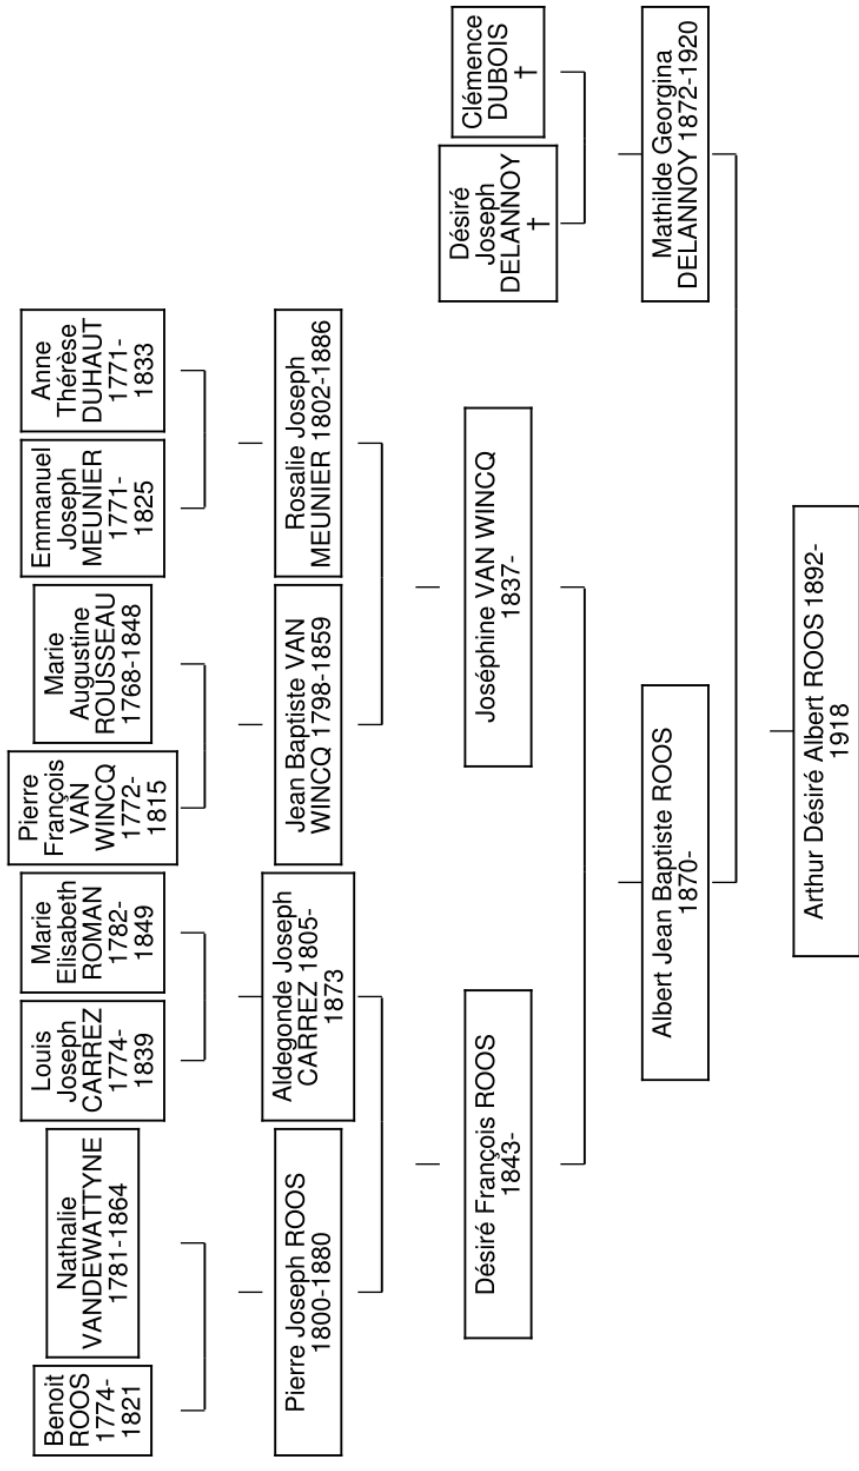 Benoit
ROOS
1774-
1821
Nathalie
VANDEWATTYNE
1781-1864
Louis
Joseph
CARREZ
1774-
1839
Marie
Elisabeth
ROMAN
1782-
1849
Pierre
François
VAN
WINCQ
1772-
1815
Marie
Augustine
ROUSSEAU
1768-1848
Emmanuel
Joseph
MEUNIER
1771-
1825
Anne
Thérèse
DUHAUT
1771-
1833
Pierre Joseph ROOS
1800-1880
Aldegonde Joseph
CARREZ 1805-
1873
Jean Baptiste VAN
WINCQ 1798-1859
Rosalie Joseph
MEUNIER 1802-1886
Désiré François ROOS
1843-
Joséphine VAN WINCQ
1837-
Désiré
Joseph
DELANNOY
†
Clémence
DUBOIS
†
Albert Jean Baptiste ROOS
1870-
Mathilde Georgina
DELANNOY 1872-1920
Arthur Désiré Albert ROOS 1892-
1918